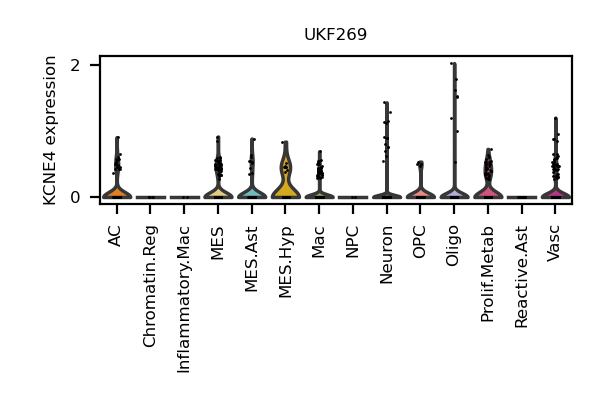 UKF269
KCNE4 expression
2
0
AC
Chromatin.Reg
Inflammatory.Mac
MES
MES.Ast
MES.Hyp
Mac
NPC
Neuron
OPC
Oligo
Prolif.Metab
Reactive.Ast
Vasc